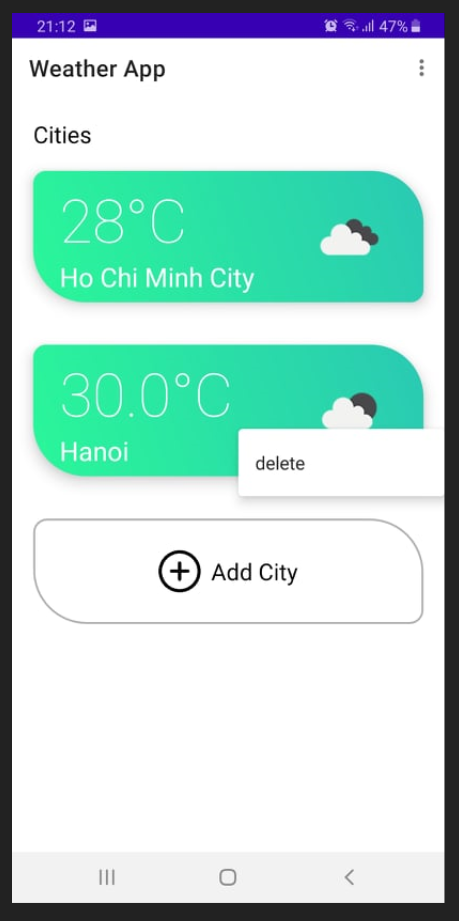 21:12 47%
Weather App
Cities
28°C
Ho Chi Minh City
30.0°C
Hanoi
delete
Add City